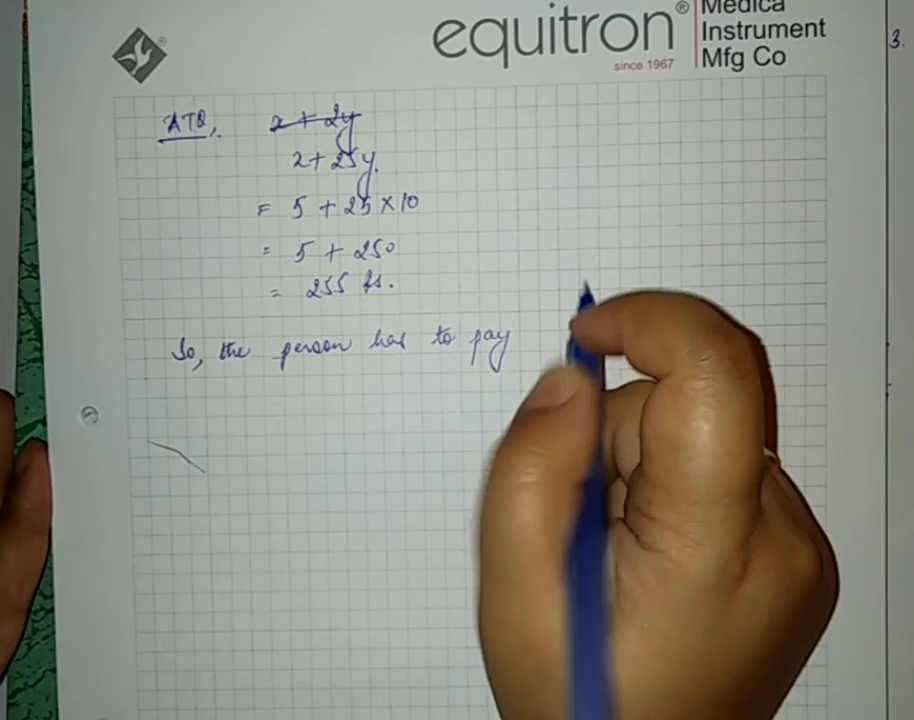 equitron®
since 1967
Medica
Instrument
Mfg Co
3.
ATQ,
x + 2y
x + 25y.
= 5 + 25 × 10
= 5 + 250
= 255 Rs.
So, the person has to pay